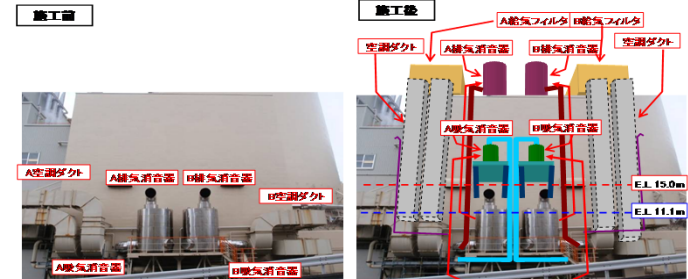 施工前
施工後
A給気フィルタ
B給気フィルタ
空調ダクト
A排気消音器
B排気消音器
空調ダクト
A吸気消音器
B吸気消音器
A空調ダクト
A排気消音器
B排気消音器
B空調ダクト
E.L 15.0m
E.L 11.1m
A吸気消音器
B吸気消音器